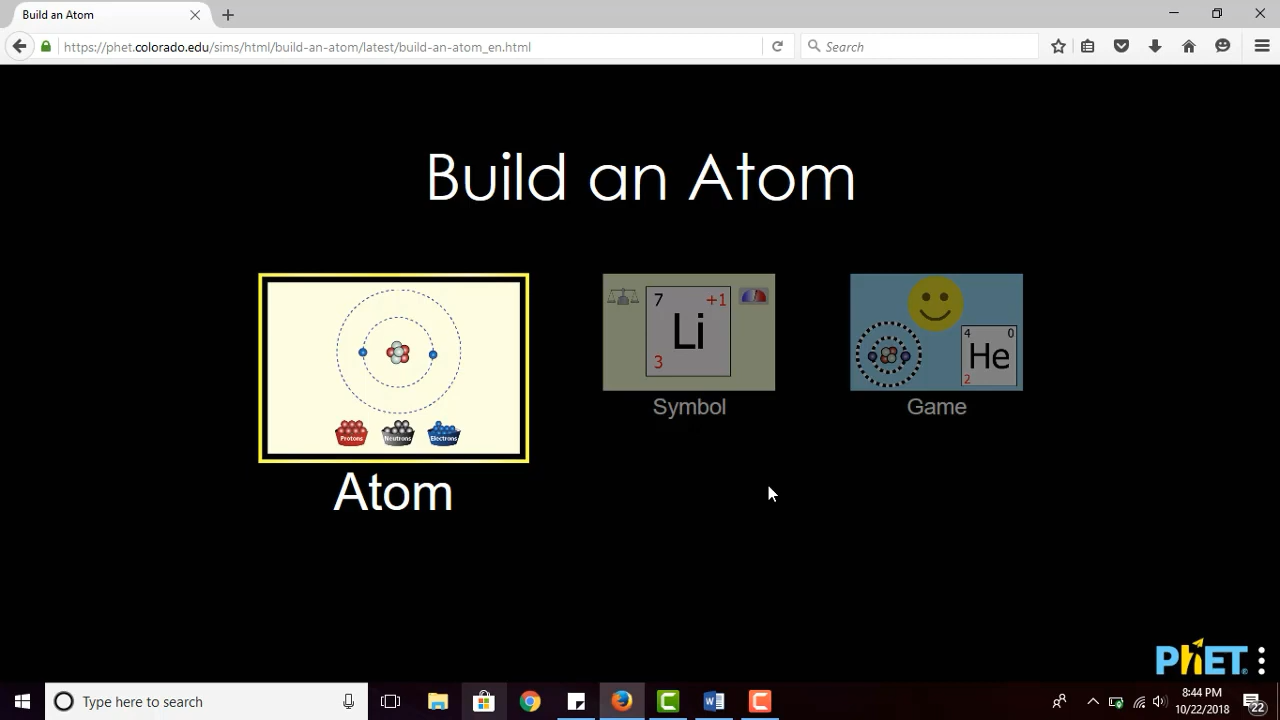 Build an Atom
https://phet.colorado.edu/sims/html/build-an-atom/latest/build-an-atom_en.html
Search
Build an Atom
Protons
Neutrons
Electrons
Atom
7
+1
Li
3
Symbol
4
0
He
2
Game
PhET
Type here to search
8:44 PM
10/22/2018
22